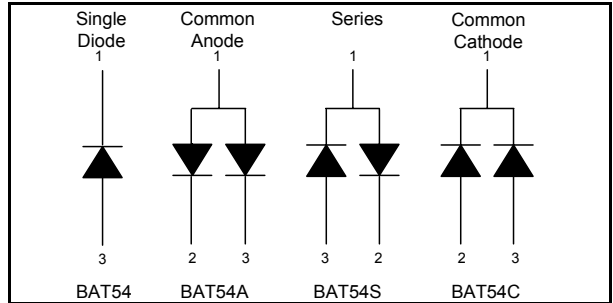 Single Common Series Common
Diode Anode Cathode
1 1 1 1
3 2 3 3 2 2 3
BAT54 BAT54A BAT54S BAT54C